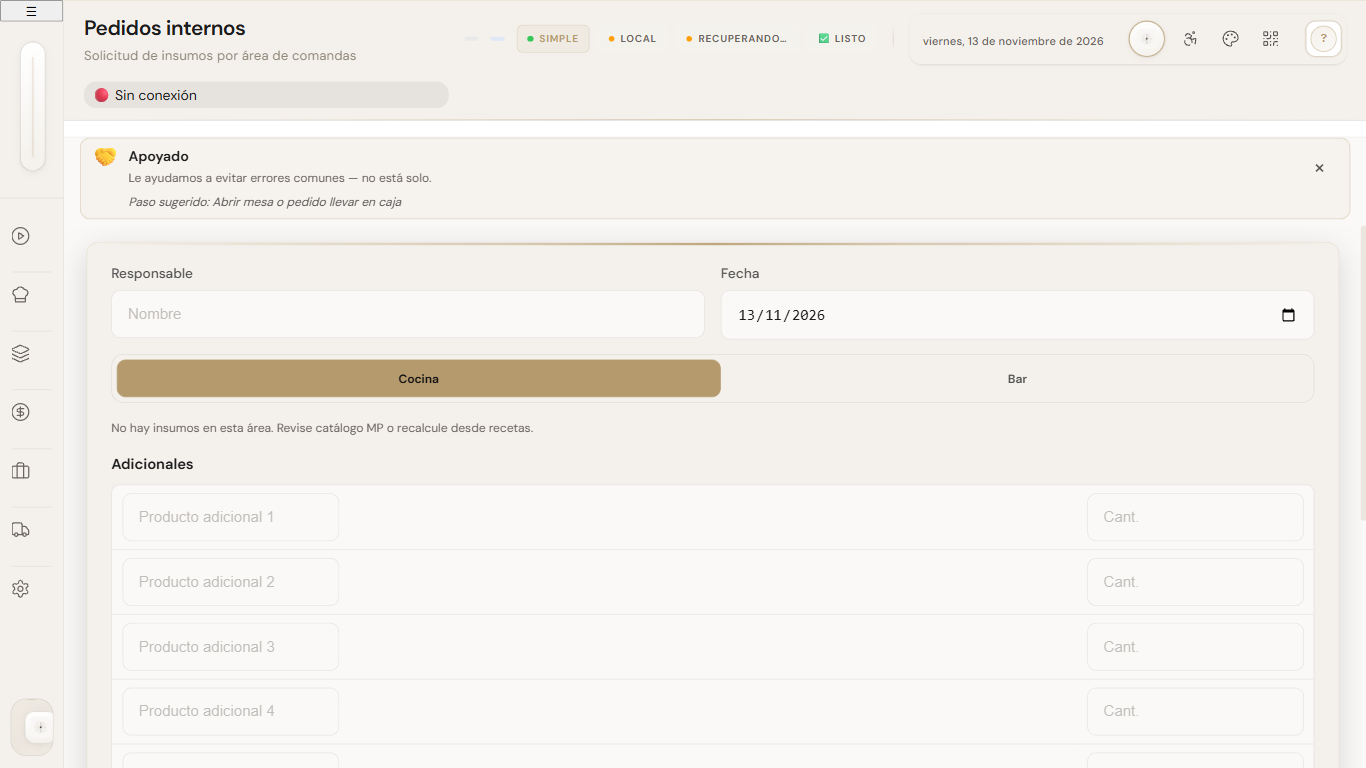 ☰
Pedidos internos
Solicitud de insumos por área de comandas
SIMPLE
LOCAL
RECUPERANDO…
✅ LISTO
viernes, 13 de noviembre de 2026
?
Sin conexión
Apoyado
Le ayudamos a evitar errores comunes — no está solo.
Paso sugerido: Abrir mesa o pedido llevar en caja
×
Responsable
Fecha
Nombre
13/11/2026
Cocina
Bar
No hay insumos en esta área. Revise catálogo MP o recalcule desde recetas.
Adicionales
Producto adicional 1
Cant.
Producto adicional 2
Cant.
Producto adicional 3
Cant.
Producto adicional 4
Cant.